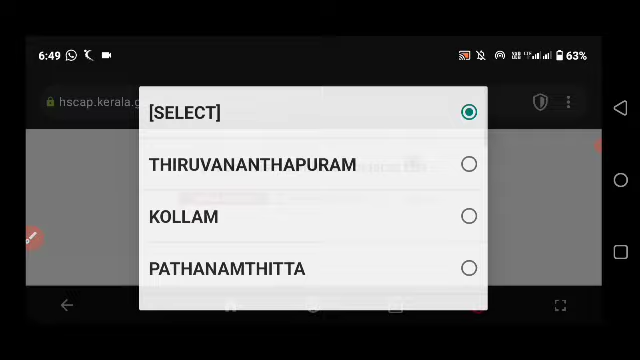 6:49
63%
hscap.kerala.g
[SELECT]
THIRUVANANTHAPURAM
KOLLAM
PATHANAMTHITTA